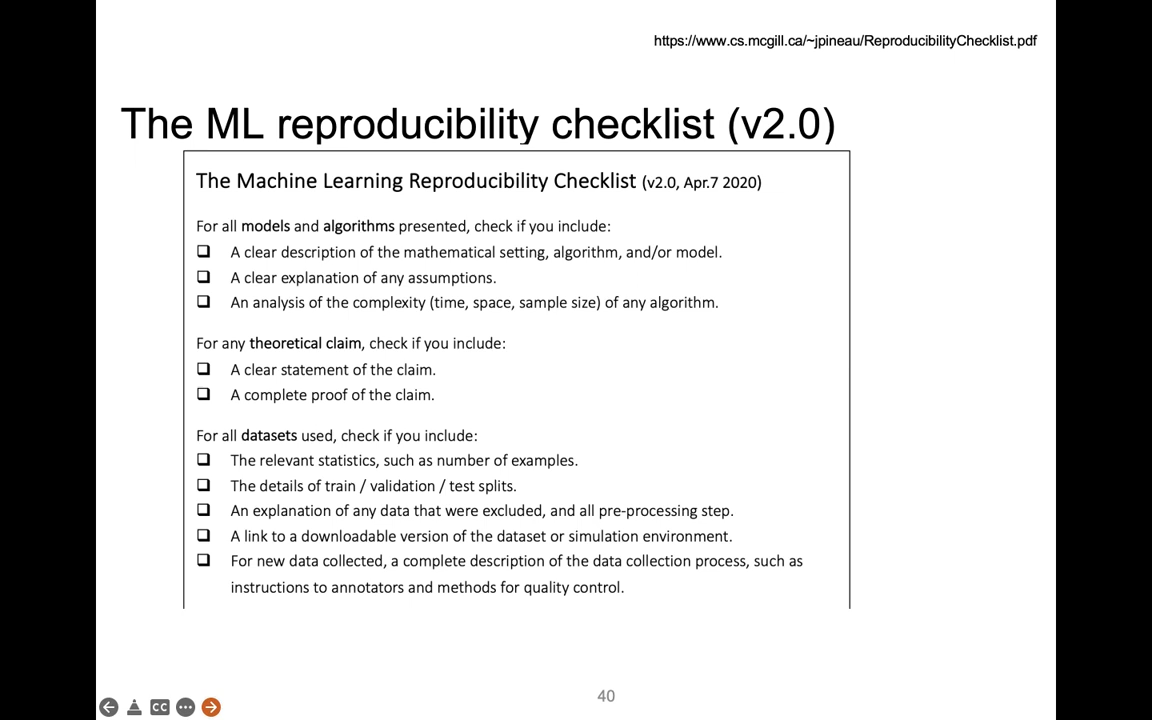 https://www.cs.mcgill.ca/~jpineau/ReproducibilityChecklist.pdf
The ML reproducibility checklist (v2.0)
The Machine Learning Reproducibility Checklist (v2.0, Apr.7 2020)
For all models and algorithms presented, check if you include:
❑ A clear description of the mathematical setting, algorithm, and/or model.
❑ A clear explanation of any assumptions.
❑ An analysis of the complexity (time, space, sample size) of any algorithm.
For any theoretical claim, check if you include:
❑ A clear statement of the claim.
❑ A complete proof of the claim.
For all datasets used, check if you include:
❑ The relevant statistics, such as number of examples.
❑ The details of train / validation / test splits.
❑ An explanation of any data that were excluded, and all pre-processing step.
❑ A link to a downloadable version of the dataset or simulation environment.
❑ For new data collected, a complete description of the data collection process, such as
instructions to annotators and methods for quality control.
CC
40